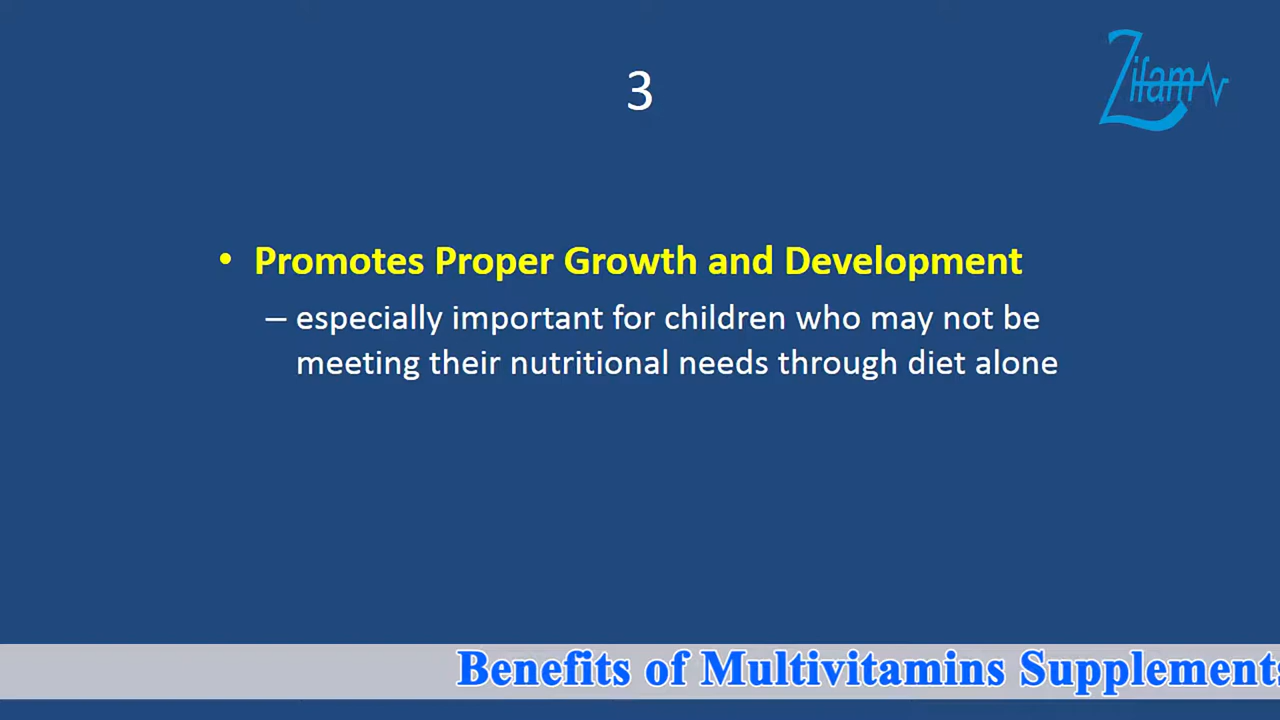 Zifam
3
• Promotes Proper Growth and Development
– especially important for children who may not be
meeting their nutritional needs through diet alone
Benefits of Multivitamins Supplements